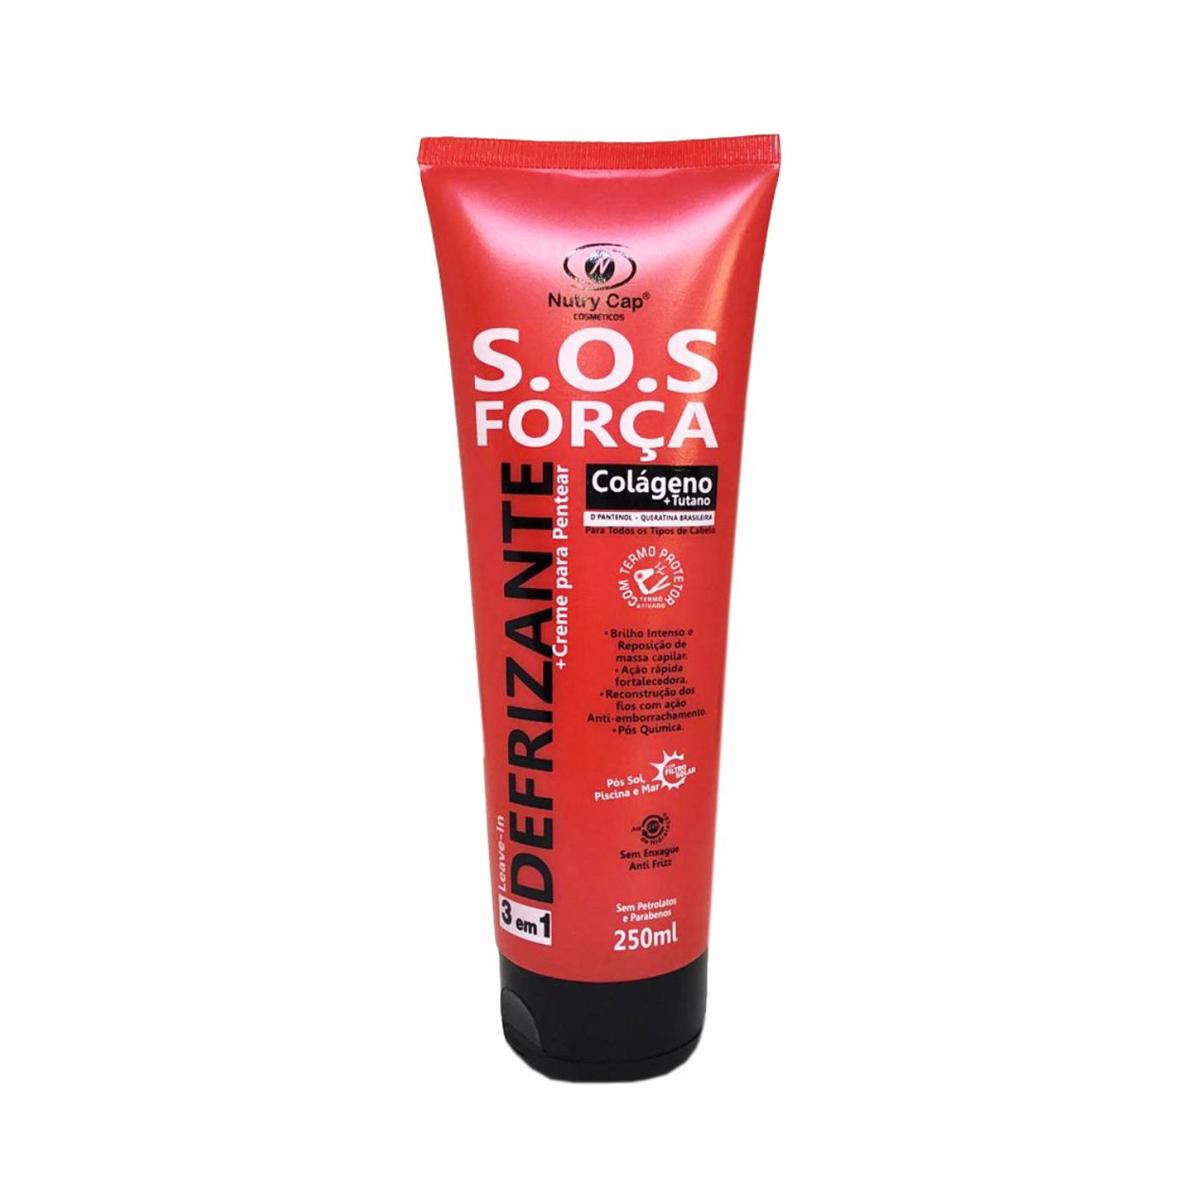 N
Nutry Cap®
COSMÉTICOS
S.O.S
FORÇA
Colágeno
+Tutano
D'PANTENOL - QUERATINA BRASILEIRA
Para Todos os Tipos de Cabelo
DEFRIZANTE
+Creme para Pentear
Leave-In
3 em 1
COM TERMO PROTETOR
TERMO
ATIVADO
•Brilho Intenso e
Reposição de
massa capilar.
•Ação rápida
fortalecedora.
•Reconstrução dos
fios com ação
Anti-emborrachamento.
•Pós Química.
Pós Sol,
Piscina e Mar
COM
FILTRO
SOLAR
Sem Enxague
Anti Frizz
Sem Petrolatos
e Parabenos
250ml